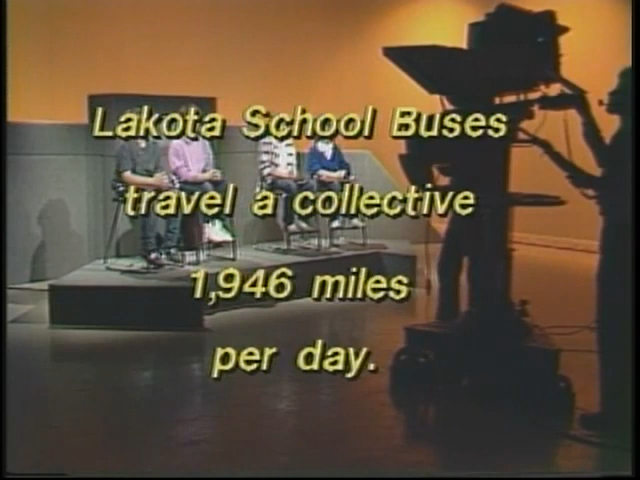 Lakota School Buses
travel a collective
1,946 miles
per day.